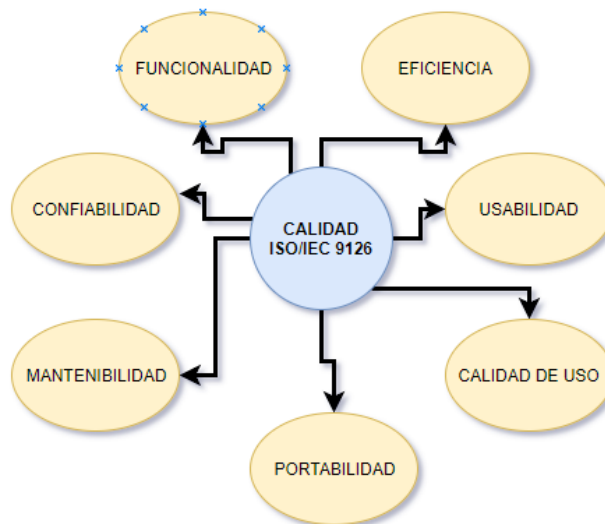 FUNCIONALIDAD
EFICIENCIA
CONFIABILIDAD
CALIDAD
ISO/IEC 9126
USABILIDAD
MANTENIBILIDAD
CALIDAD DE USO
PORTABILIDAD